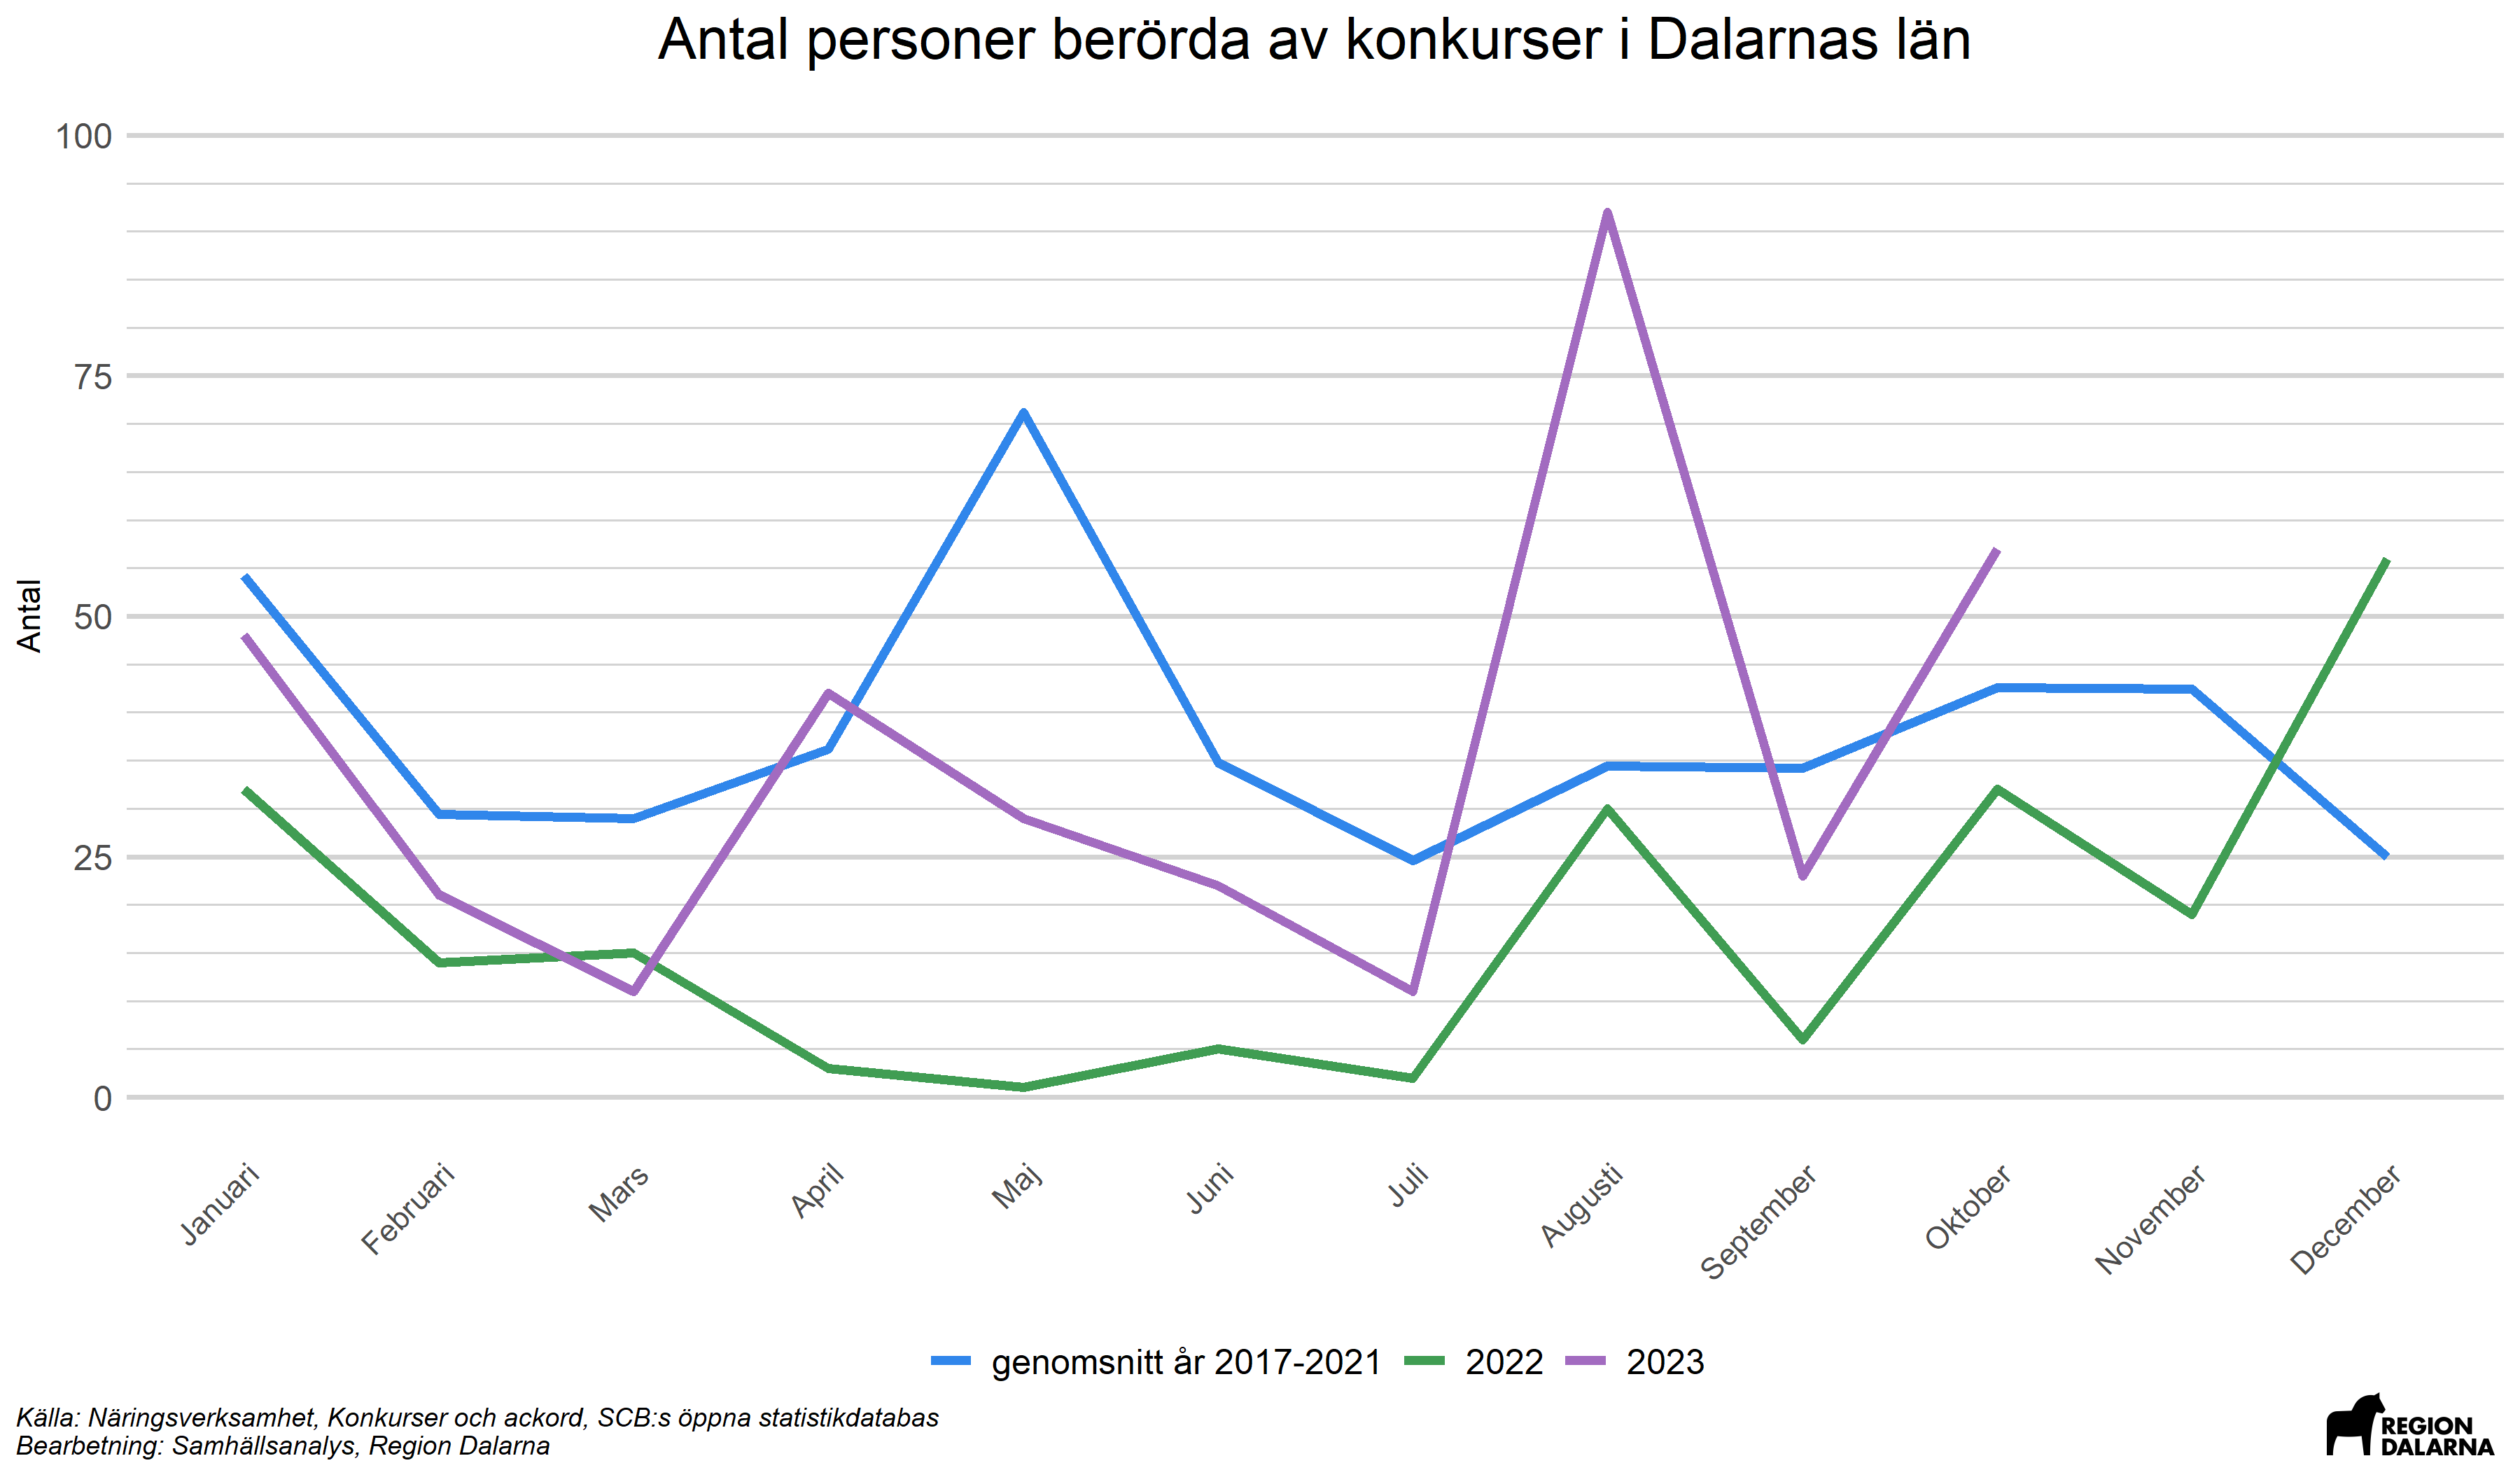 Antal personer berörda av konkurser i Dalarnas län
100
75
50
25
0
Antal
Januari
Februari
Mars
April
Maj
Juni
Juli
Augusti
September
Oktober
November
December
genomsnitt år 2017-2021 2022 2023
Källa: Näringsverksamhet, Konkurser och ackord, SCB:s öppna statistikdatabas
Bearbetning: Samhällsanalys, Region Dalarna
REGION
DALARNA